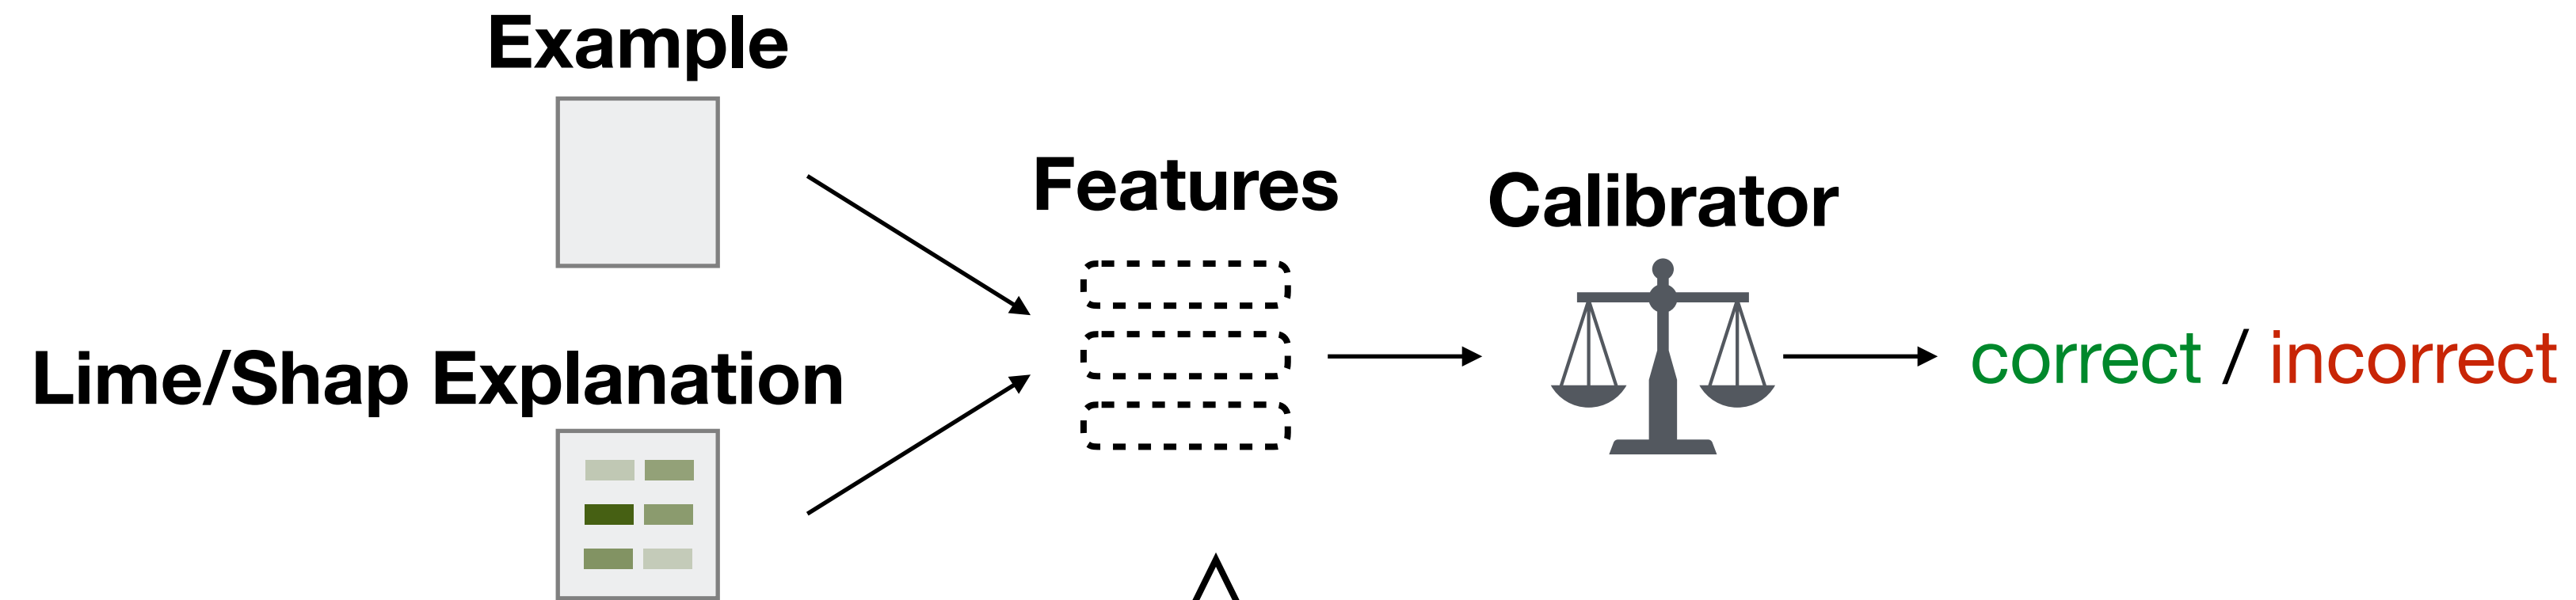 Example
Features
Calibrator
Lime/Shap Explanation
correct / incorrect